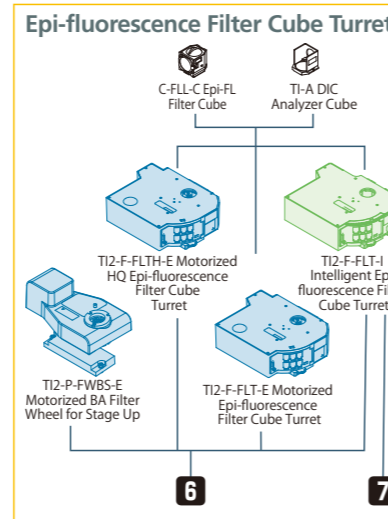 Epi-fluorescence Filter Cube Turret
C-FLL-C Epi-FL
Filter Cube
TI-A DIC
Analyzer Cube
TI2-F-FLTH-E Motorized
HQ Epi-fluorescence
Filter Cube
Turret
TI2-F-FLT-I
Intelligent Ep
fluorescence Fil
Cube Turret
TI2-P-FWBS-E
Motorized BA Filter
Wheel for Stage Up
TI2-F-FLT-E Motorized
Epi-fluorescence
Filter Cube Turret
6
7